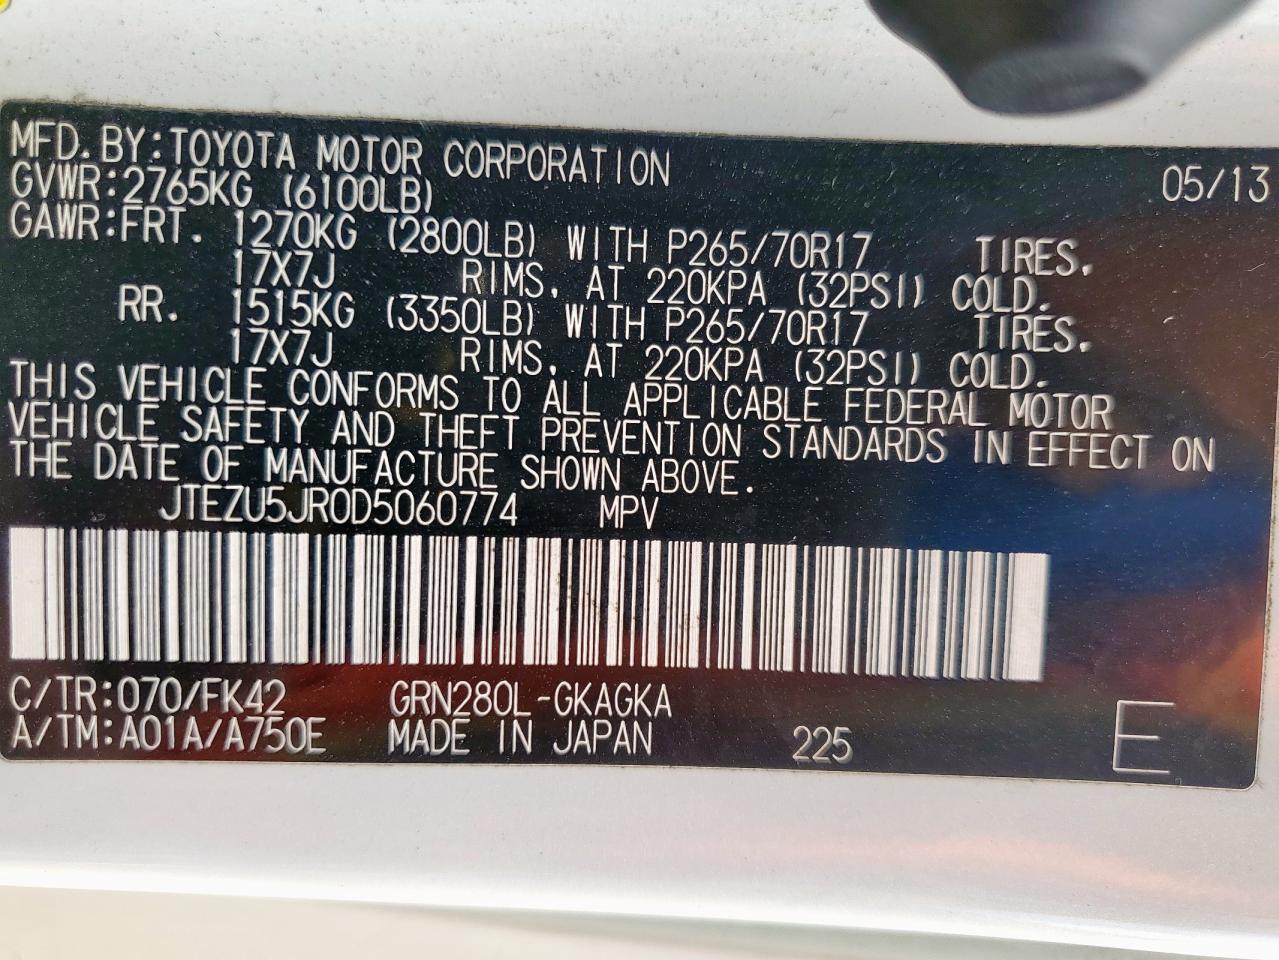 MFD. BY:TOYOTA MOTOR CORPORATION 05/13
GVWR:2765KG (6100LB)
GAWR:FRT. 1270KG (2800LB) WITH P265/70R17 TIRES,
17X7J RIMS, AT 220KPA (32PSI) COLD.
RR. 1515KG (3350LB) WITH P265/70R17 TIRES,
17X7J RIMS, AT 220KPA (32PSI) COLD.
THIS VEHICLE CONFORMS TO ALL APPLICABLE FEDERAL MOTOR
VEHICLE SAFETY AND THEFT PREVENTION STANDARDS IN EFFECT ON
THE DATE OF MANUFACTURE SHOWN ABOVE.
JTEZU5JR0D5060774 MPV
C/TR:070/FK42 GRN280L-GKAGKA
A/TM:A01A/A750E MADE IN JAPAN 225 E